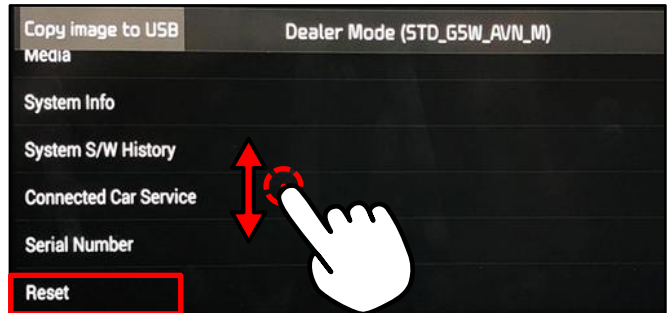 Copy image to USB
Dealer Mode (STD_G5W_AVN_M)
Media
System Info
System S/W History
Connected Car Service
Serial Number
Reset